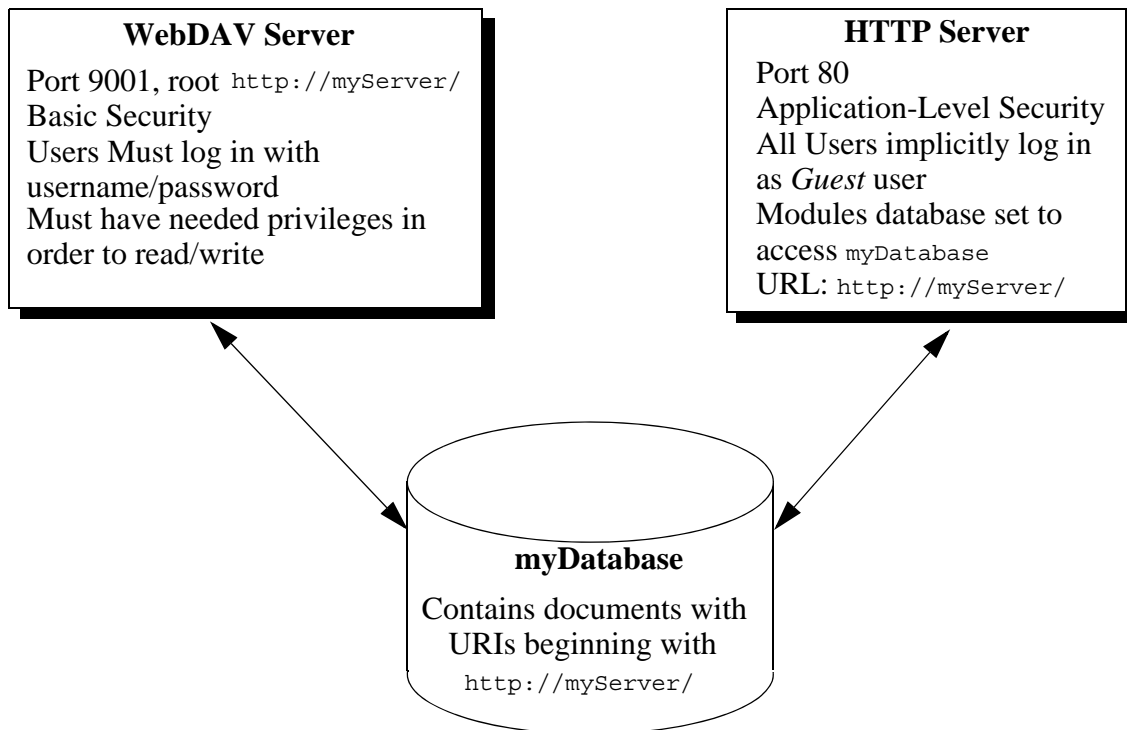 WebDAV Server
Port 9001, root http://myServer/
Basic Security
Users Must log in with
username/password
Must have needed privileges in
order to read/write
HTTP Server
Port 80
Application-Level Security
All Users implicitly log in
as Guest user
Modules database set to
access myDatabase
URL: http://myServer/
myDatabase
Contains documents with
URIs beginning with
http://myServer/